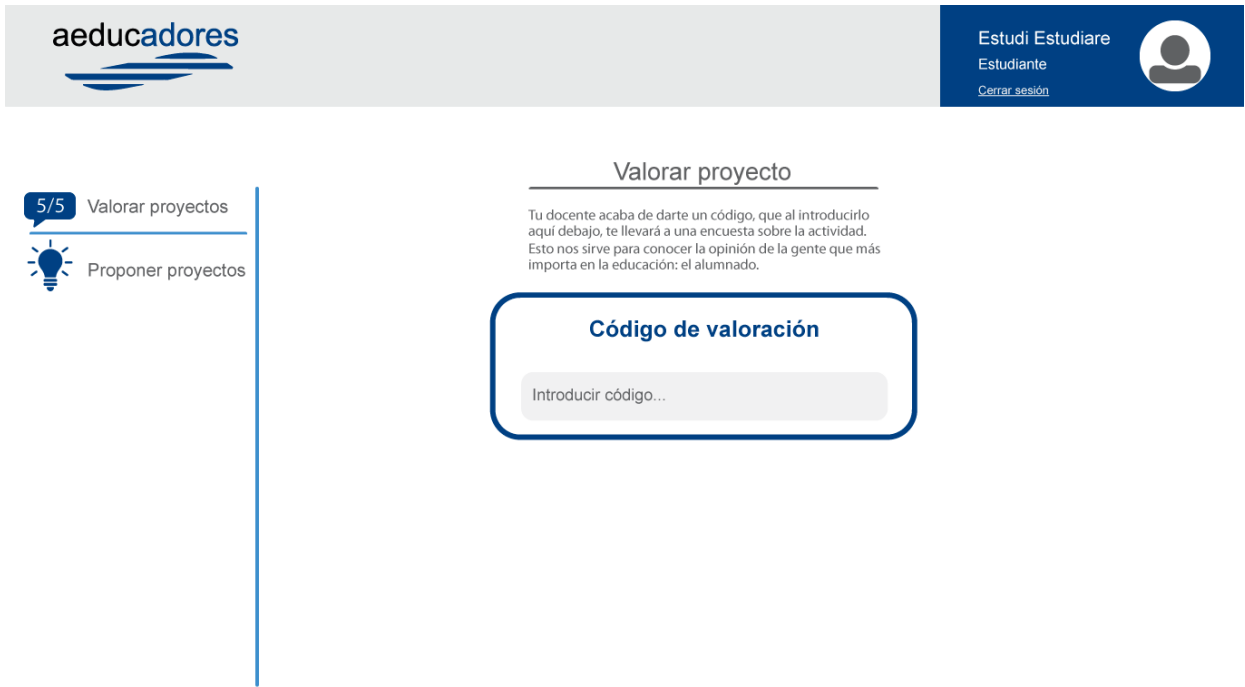 aeducadores
Estudi Estudiare
Estudiante
Cerrar sesión
5/5 Valorar proyectos
Proponer proyectos
Valorar proyecto
Tu docente acaba de darte un código, que al introducirlo
aquí debajo, te llevará a una encuesta sobre la actividad.
Esto nos sirve para conocer la opinión de la gente que más
importa en la educación: el alumnado.
Código de valoración
Introducir código...